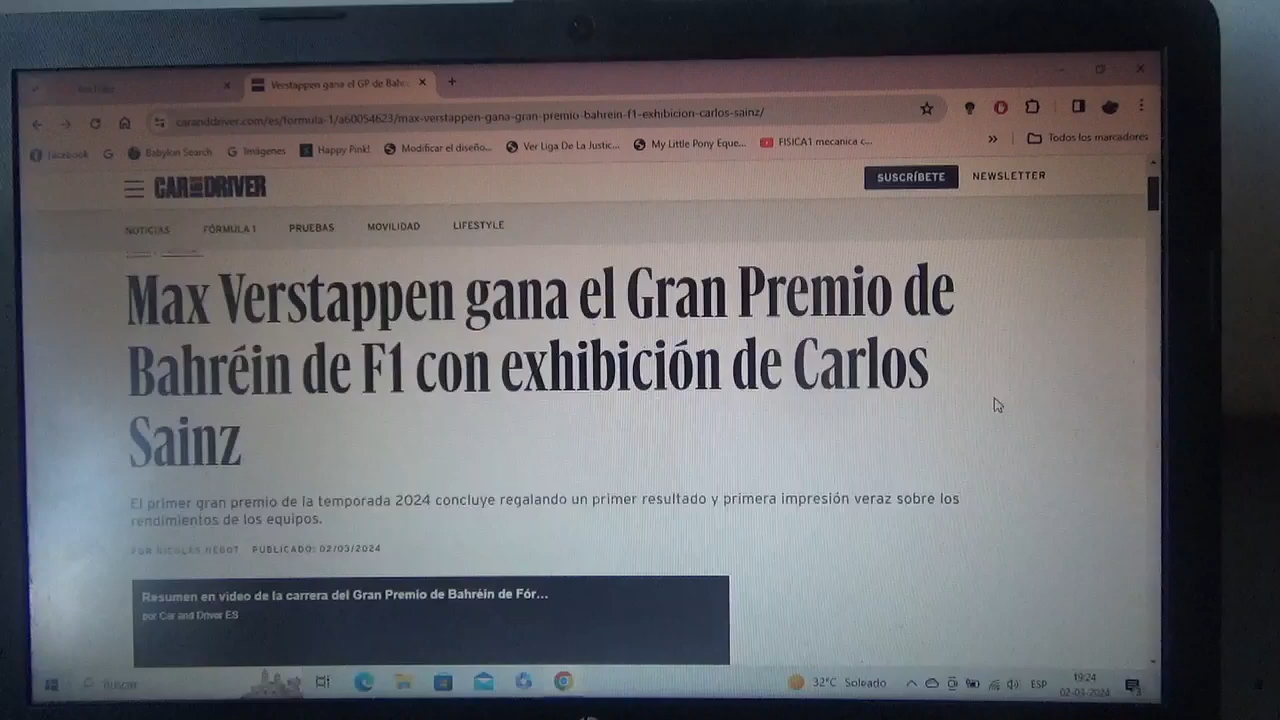 YouTube
Verstappen gana el GP de Bahr
caranddriver.com/es/formula-1/a60054623/max-verstappen-gana-gran-premio-bahrein-f1-exhibicion-carlos-sainz/
Facebook G Babylon Search G Imágenes Happy Pink! Modificar el diseño... Ver Liga De La Justic... My Little Pony Eque... FISICA1 mecanica c... » Todos los marcadores
CAR AND DRIVER SUSCRÍBETE NEWSLETTER
NOTICIAS FÓRMULA 1 PRUEBAS MOVILIDAD LIFESTYLE
Max Verstappen gana el Gran Premio de
Bahréin de F1 con exhibición de Carlos
Sainz
El primer gran premio de la temporada 2024 concluye regalando un primer resultado y primera impresión veraz sobre los
rendimientos de los equipos.
POR NICOLÁS HEBOT PUBLICADO: 02/03/2024
Resumen en video de la carrera del Gran Premio de Bahréin de Fór...
por Car and Driver ES
Buscar 32°C Soleado ESP 19:24
02-03-2024